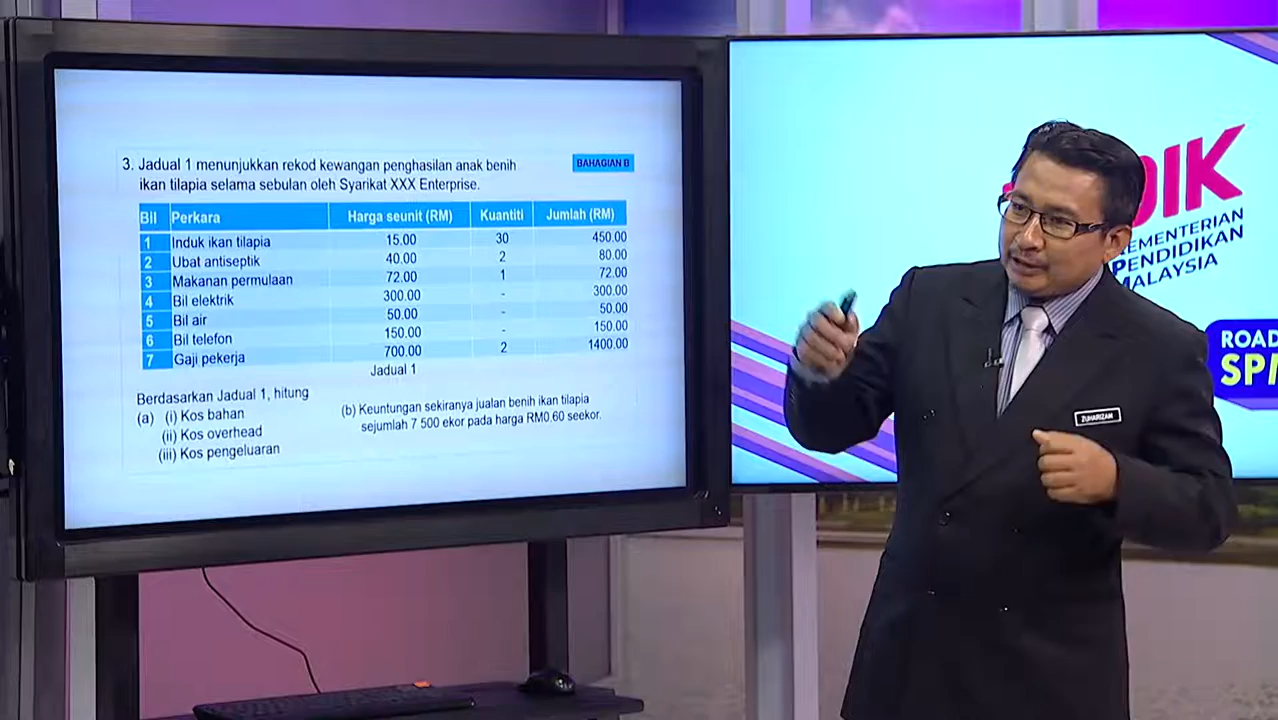 3. Jadual 1 menunjukkan rekod kewangan penghasilan anak benih
ikan tilapia selama sebulan oleh Syarikat XXX Enterprise.
BAHAGIAN B
Bil Perkara Harga seunit (RM) Kuantiti Jumlah (RM)
1 Induk ikan tilapia 15.00 30 450.00
2 Ubat antiseptik 40.00 2 80.00
3 Makanan permulaan 72.00 1 72.00
4 Bil elektrik 300.00 - 300.00
5 Bil air 50.00 - 50.00
6 Bil telefon 150.00 - 150.00
7 Gaji pekerja 700.00 2 1400.00
Jadual 1
Berdasarkan Jadual 1, hitung
(a) (i) Kos bahan
(ii) Kos overhead
(iii) Kos pengeluaran
(b) Keuntungan sekiranya jualan benih ikan tilapia
sejumlah 7 500 ekor pada harga RM0.60 seekor.
DIK
KEMENTERIAN
PENDIDIKAN
MALAYSIA
ROAD
SPM
ZUHARIZAM